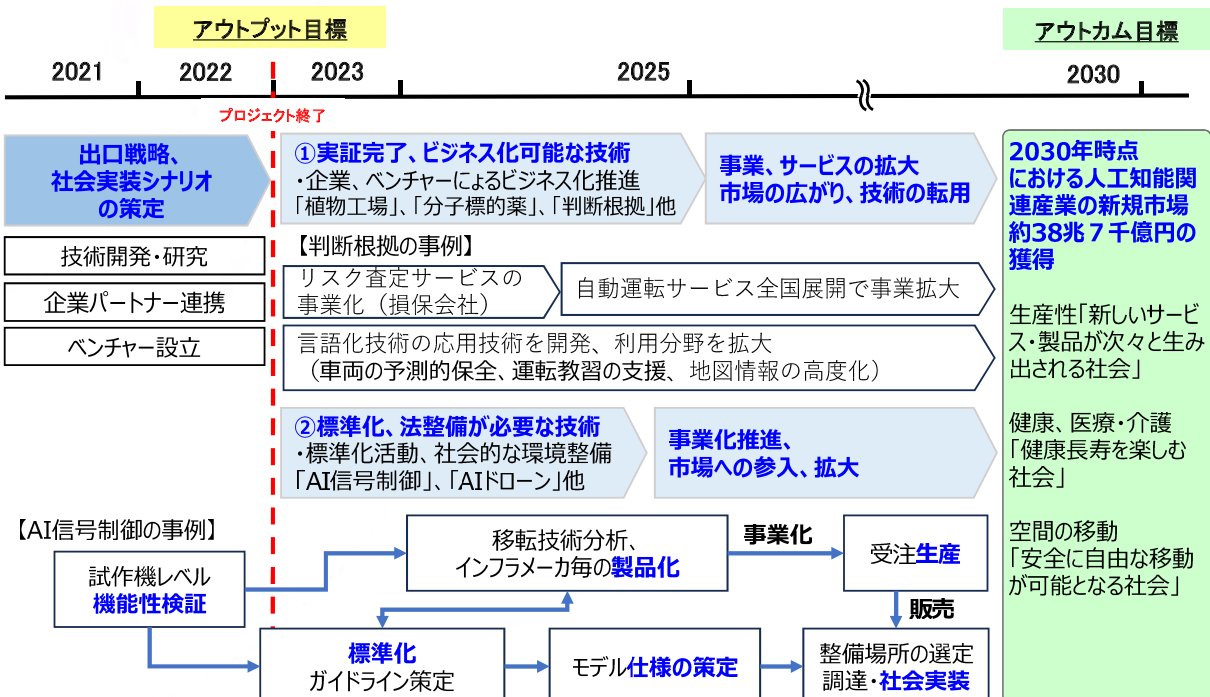 アウトプット目標
アウトカム目標
2021
2022
2023
2025
2030
プロジェクト終了
出口戦略、
社会実装シナリオ
の策定
技術開発・研究
企業パートナー連携
ベンチャー設立
①実証完了、ビジネス化可能な技術
・企業、ベンチャーによるビジネス化推進
「植物工場」、「分子標的薬」、「判断根拠」他
事業、サービスの拡大
市場の広がり、技術の転用
【判断根拠の事例】
リスク査定サービスの
事業化（損保会社）
自動運転サービス全国展開で事業拡大
言語化技術の応用技術を開発、利用分野を拡大
（車両の予測的保全、運転教習の支援、地図情報の高度化）
②標準化、法整備が必要な技術
・標準化活動、社会的な環境整備
「AI信号制御」、「AIドローン」他
事業化推進、
市場への参入、拡大
【AI信号制御の事例】
試作機レベル
機能性検証
移転技術分析、
インフラメーカ毎の製品化
事業化
受注生産
販売
標準化
ガイドライン策定
モデル仕様の策定
整備場所の選定
調達・社会実装
2030年時点
における人工知能関
連産業の新規市場
約38兆７千億円の
獲得
生産性「新しいサービ
ス・製品が次々と生み
出される社会」
健康、医療・介護
「健康長寿を楽しむ
社会」
空間の移動
「安全に自由な移動
が可能となる社会」